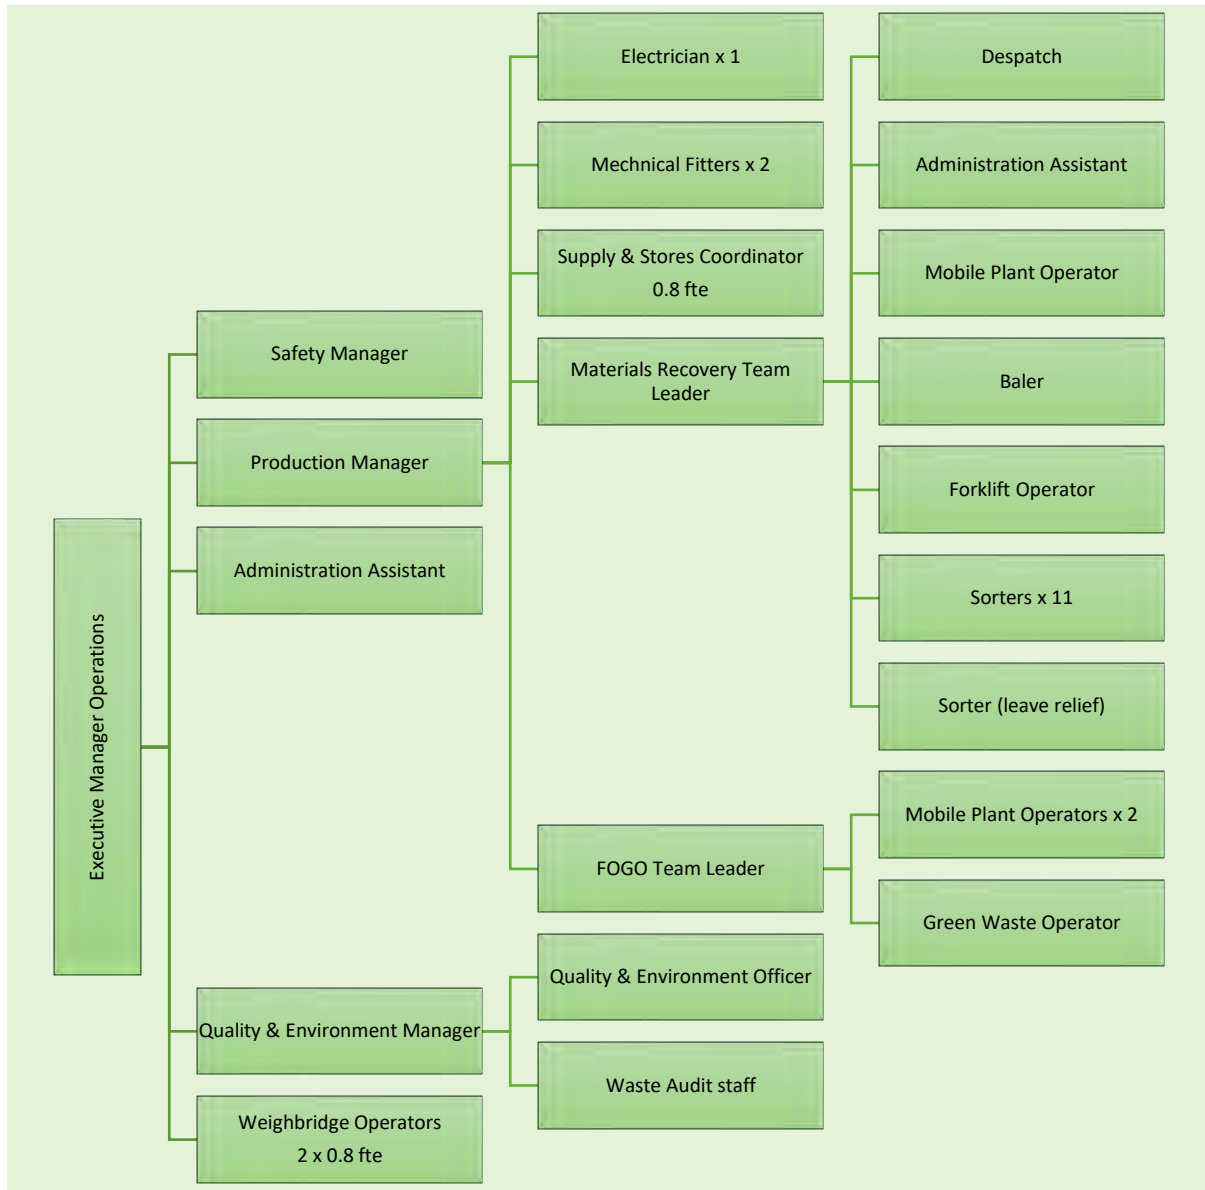 Executive Manager Operations
Safety Manager
Production Manager
Administration Assistant
Quality & Environment Manager
Weighbridge Operators
2 x 0.8 fte
Electrician x 1
Mechnical Fitters x 2
Supply & Stores Coordinator
0.8 fte
Materials Recovery Team
Leader
FOGO Team Leader
Quality & Environment Officer
Waste Audit staff
Despatch
Administration Assistant
Mobile Plant Operator
Baler
Forklift Operator
Sorters x 11
Sorter (leave relief)
Mobile Plant Operators x 2
Green Waste Operator